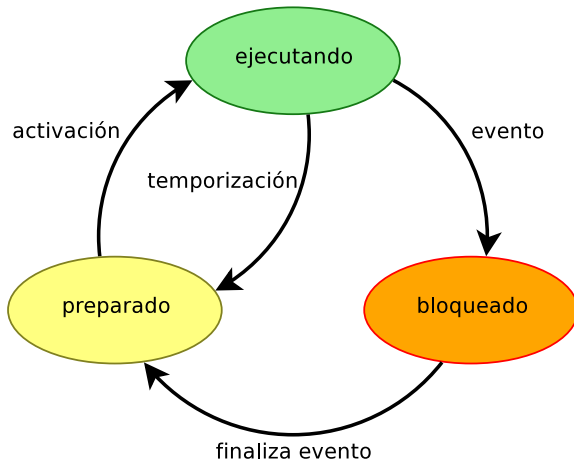 ejecutando
activación
evento
temporización
preparado
bloqueado
finaliza evento